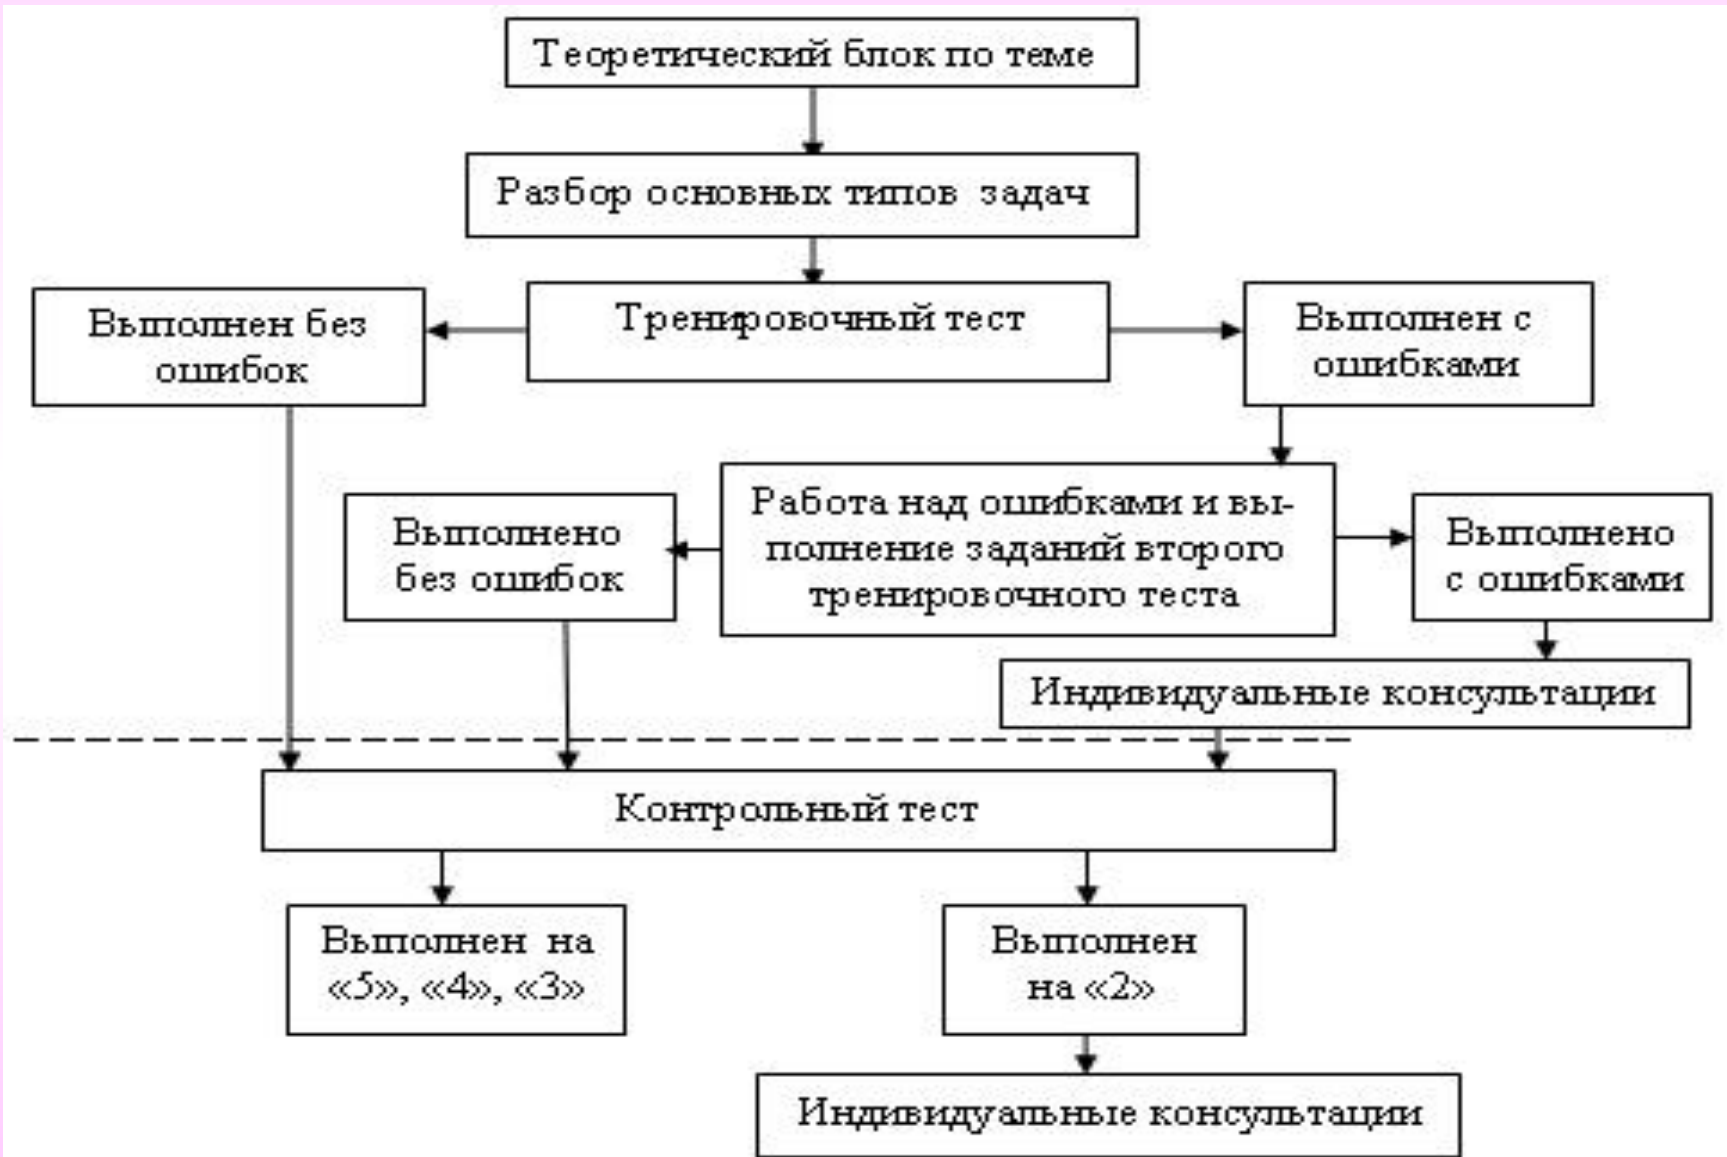 Теоретический блок по теме
Разбор основных типов задач
Тренировочный тест
Выполнен без
ошибок
Выполнен с
ошибками
Работа над ошибками и вы-
полнение заданий второго
тренировочного теста
Выполнено
без ошибок
Выполнено
с ошибками
Индивидуальные консультации
Контрольный тест
Выполнен на
«5», «4», «3»
Выполнен
на «2»
Индивидуальные консультации